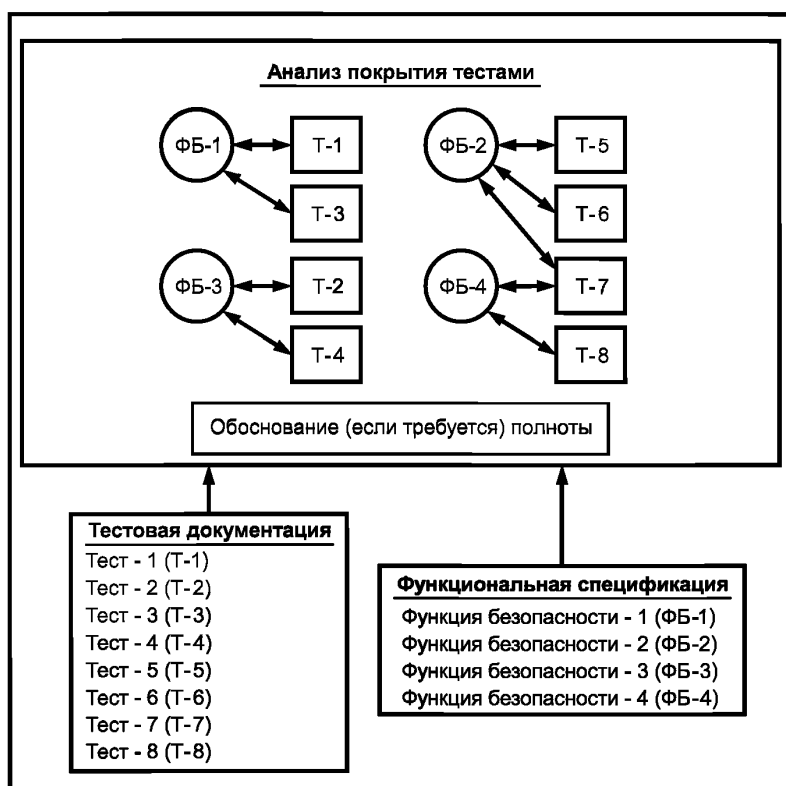 Анализ покрытия тестами
ФБ-1 Т-1 ФБ-2 Т-5
Т-3 Т-6
ФБ-3 Т-2 ФБ-4 Т-7
Т-4 Т-8
Обоснование (если требуется) полноты
Тестовая документация
Тест - 1 (Т-1)
Тест - 2 (Т-2)
Тест - 3 (Т-3)
Тест - 4 (Т-4)
Тест - 5 (Т-5)
Тест - 6 (Т-6)
Тест - 7 (Т-7)
Тест - 8 (Т-8)
Функциональная спецификация
Функция безопасности - 1 (ФБ-1)
Функция безопасности - 2 (ФБ-2)
Функция безопасности - 3 (ФБ-3)
Функция безопасности - 4 (ФБ-4)